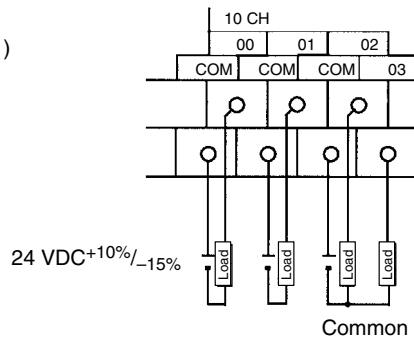 10 CH
)
00 01 02
COM COM COM 03
24 VDC+10%/–15%
Load Load Load Load
Common